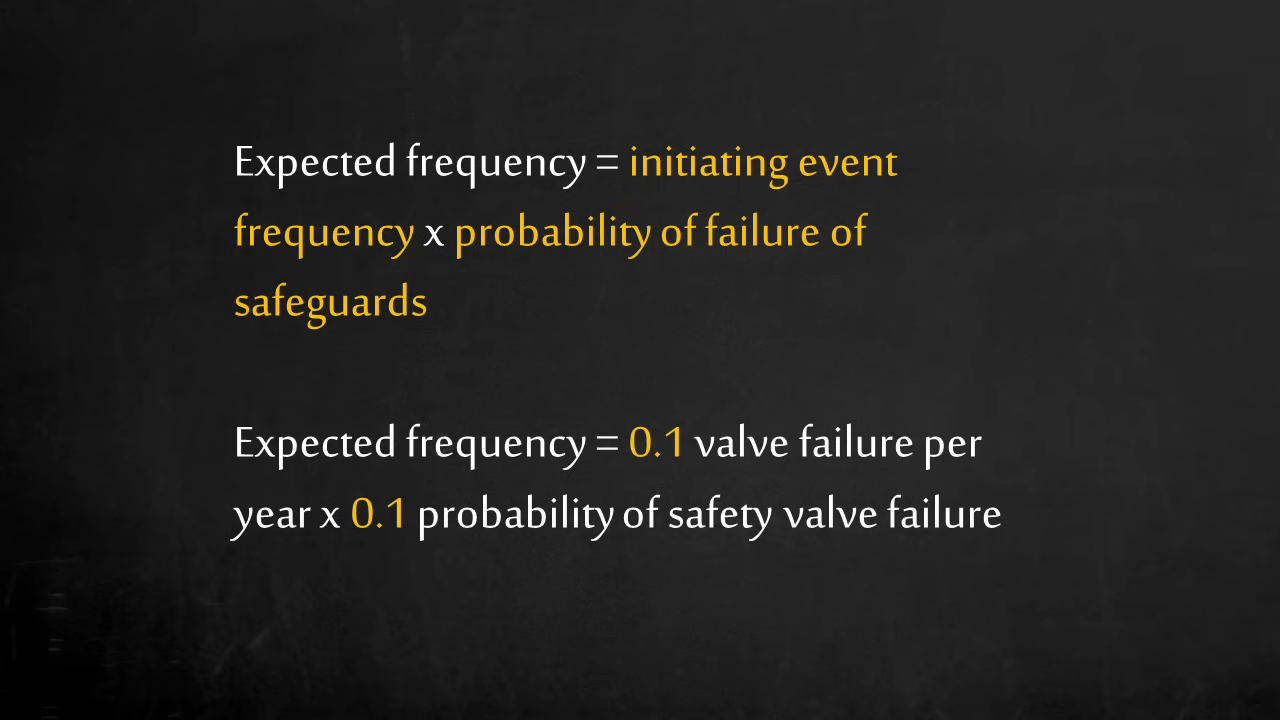 Expected frequency = initiating event
frequency x probability of failure of
safeguards
Expected frequency = 0.1 valve failure per
year x 0.1 probability of safety valve failure